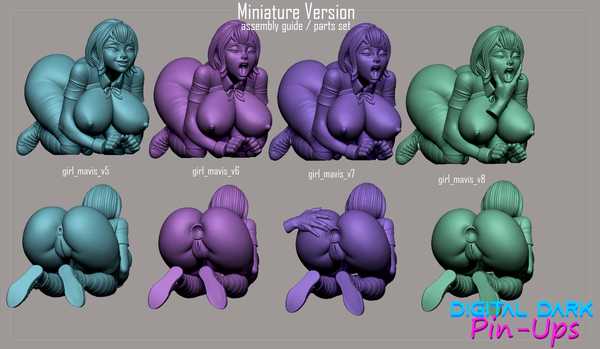 Miniature Version
assembly guide / parts set
girl_mavis_v5
girl_mavis_v6
girl_mavis_v7
girl_mavis_v8
DIGITAL DARK
Pin-Ups